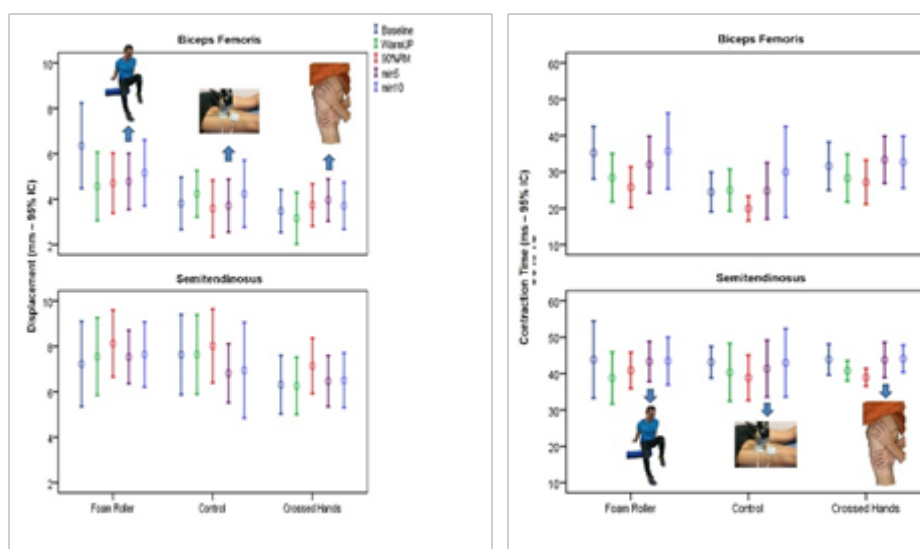 Biceps Femoris
Baseline
WarmUP
90%RM
min5
min10
10
8
6
4
2
Displacement (mm – 95% IC)
Semitendinosus
10
8
6
4
2
Foam Roller
Control
Crossed Hands
Biceps Femoris
60
50
40
30
20
10
Contraction Time (ms – 95% IC)
Semitendinosus
60
50
40
30
20
10
Foam Roller
Control
Crossed Hands